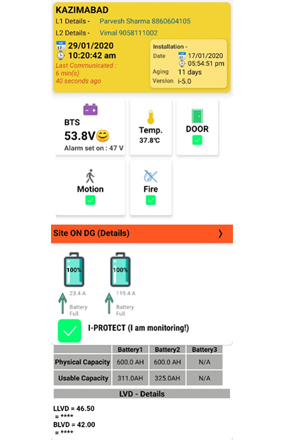 KAZIMABAD
L1 Details - Parvesh Sharma 8860604105
L2 Details - Vimal 9058111002
29/01/2020
10:20:42 am
Last Communicated :
6 min(s)
40 seconds ago
Installation -
Date 17/01/2020
05:54:51 pm
Aging 11 days
Version i-5.0
BTS
53.8V
Alarm set on : 47 V
Temp.
37.8°C
DOOR
Motion
Fire
Site ON DG (Details)
100%
100%
23.4 A
119.4 A
Battery
Full
Battery
Full
I-PROTECT (I am monitoring!)
Battery1 Battery2 Battery3
Physical Capacity 600.0 AH 600.0 AH N/A
Usable Capacity 311.0AH 325.0AH N/A
LVD - Details
LLVD = 46.50
= ****
BLVD = 42.00
= ****